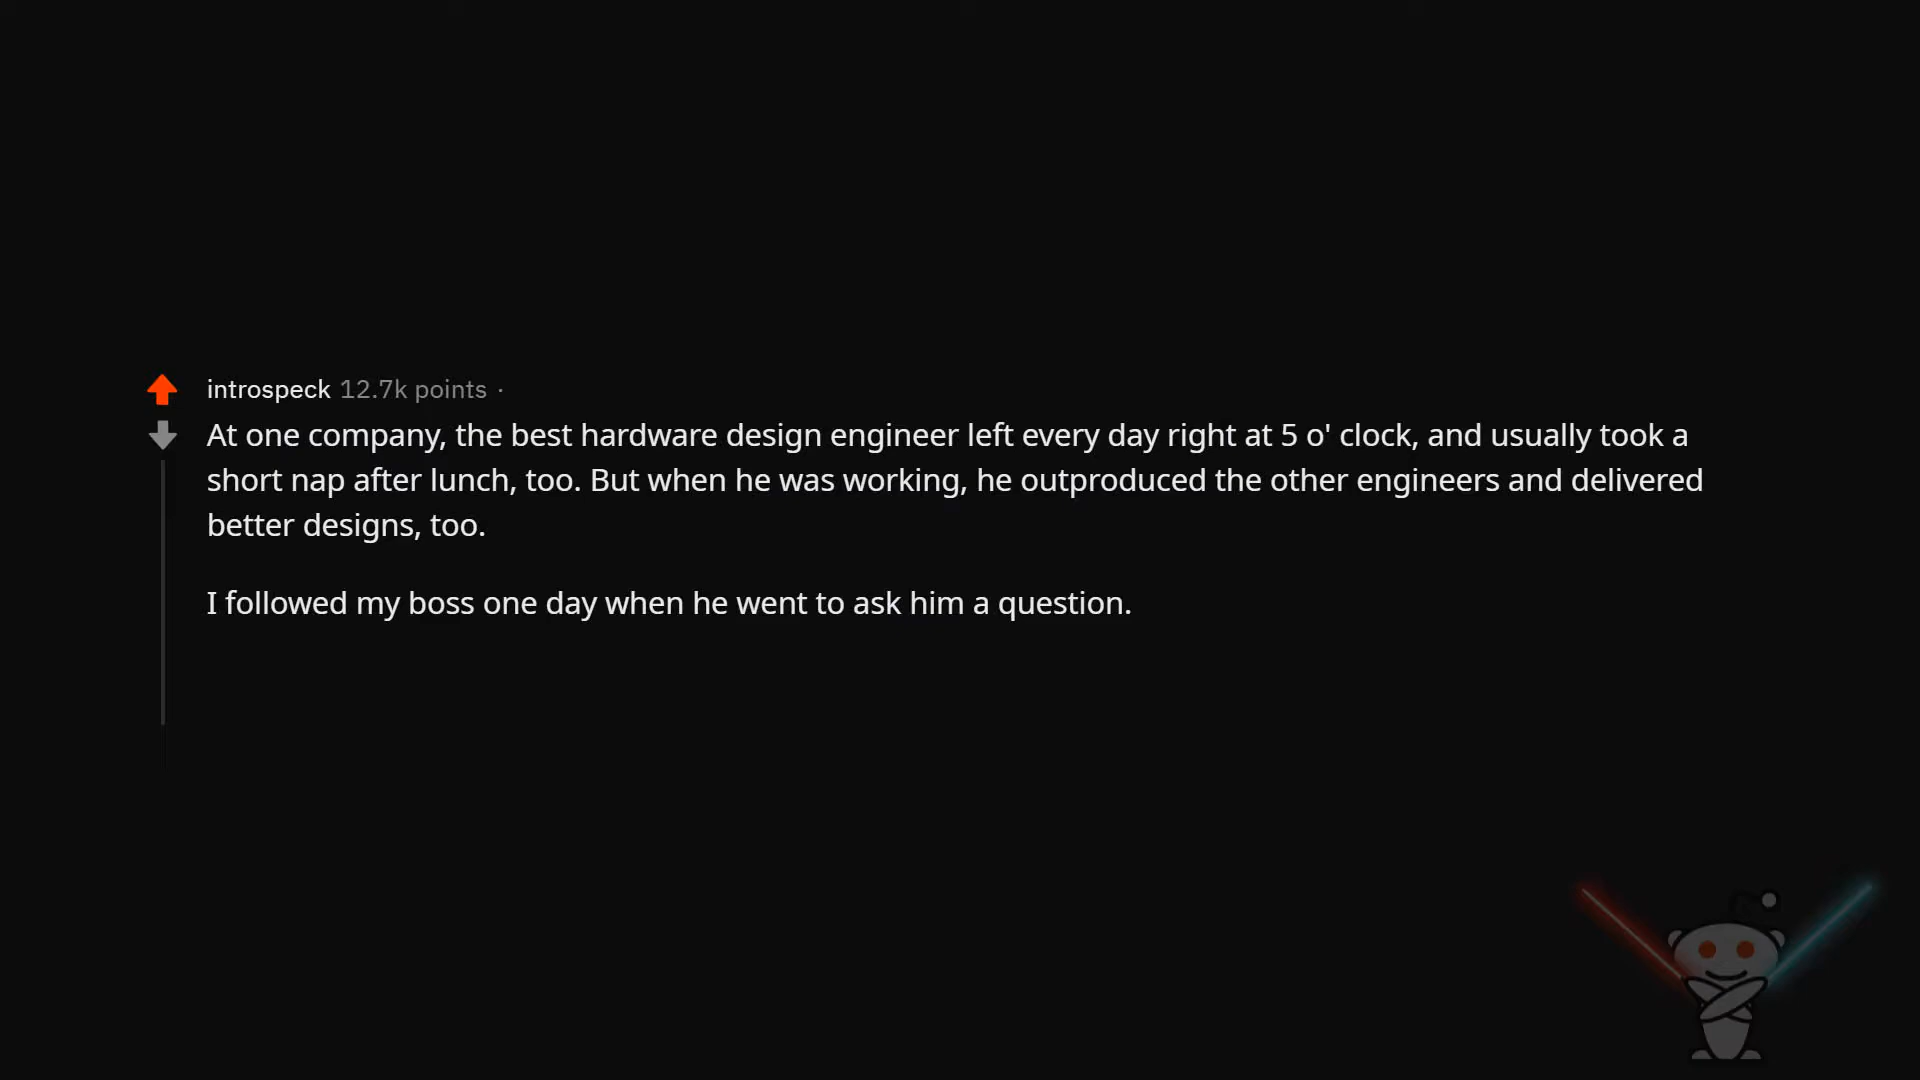 introspeck 12.7k points ·
At one company, the best hardware design engineer left every day right at 5 o' clock, and usually took a
short nap after lunch, too. But when he was working, he outproduced the other engineers and delivered
better designs, too.
I followed my boss one day when he went to ask him a question.